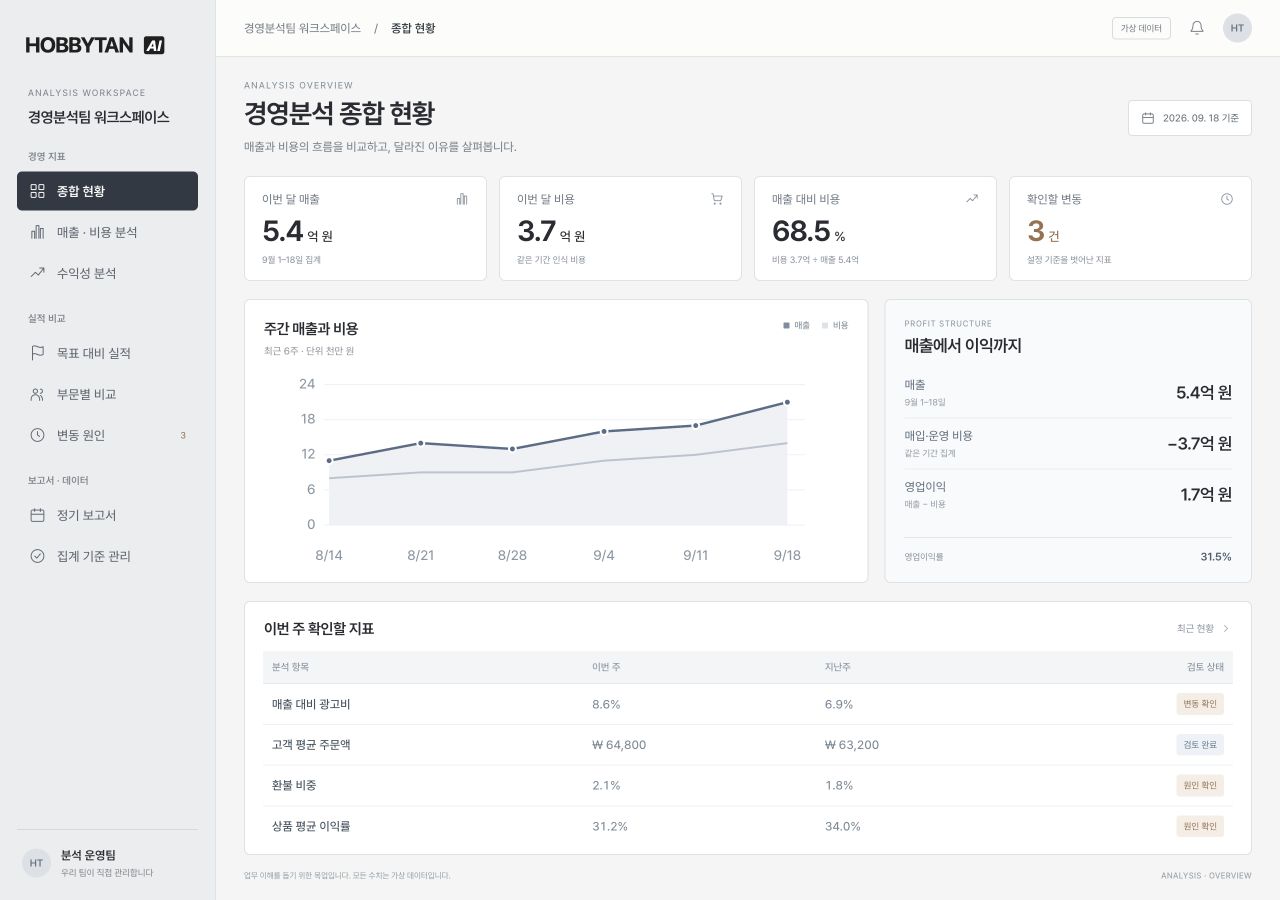 HOBBYTAN AI
ANALYSIS WORKSPACE
경영분석팀 워크스페이스
경영 지표
종합 현황
매출 · 비용 분석
수익성 분석
실적 비교
목표 대비 실적
부문별 비교
변동 원인 3
보고서 · 데이터
정기 보고서
집계 기준 관리
HT
분석 운영팀
우리 팀이 직접 관리합니다
경영분석팀 워크스페이스 / 종합 현황
가상 데이터
HT
ANALYSIS OVERVIEW
경영분석 종합 현황
매출과 비용의 흐름을 비교하고, 달라진 이유를 살펴봅니다.
2026. 09. 18 기준
이번 달 매출
5.4 억 원
9월 1–18일 집계
이번 달 비용
3.7 억 원
같은 기간 인식 비용
매출 대비 비용
68.5 %
비용 3.7억 ÷ 매출 5.4억
확인할 변동
3 건
설정 기준을 벗어난 지표
주간 매출과 비용
최근 6주 · 단위 천만 원
매출 비용
24
18
12
6
0
8/14 8/21 8/28 9/4 9/11 9/18
PROFIT STRUCTURE
매출에서 이익까지
매출
9월 1–18일
5.4억 원
매입·운영 비용
같은 기간 집계
−3.7억 원
영업이익
매출 − 비용
1.7억 원
영업이익률 31.5%
이번 주 확인할 지표
최근 현황
분석 항목 이번 주 지난주 검토 상태
매출 대비 광고비 8.6% 6.9% 변동 확인
고객 평균 주문액 ₩ 64,800 ₩ 63,200 검토 완료
환불 비중 2.1% 1.8% 원인 확인
상품 평균 이익률 31.2% 34.0% 원인 확인
업무 이해를 돕기 위한 목업입니다. 모든 수치는 가상 데이터입니다.
ANALYSIS · OVERVIEW